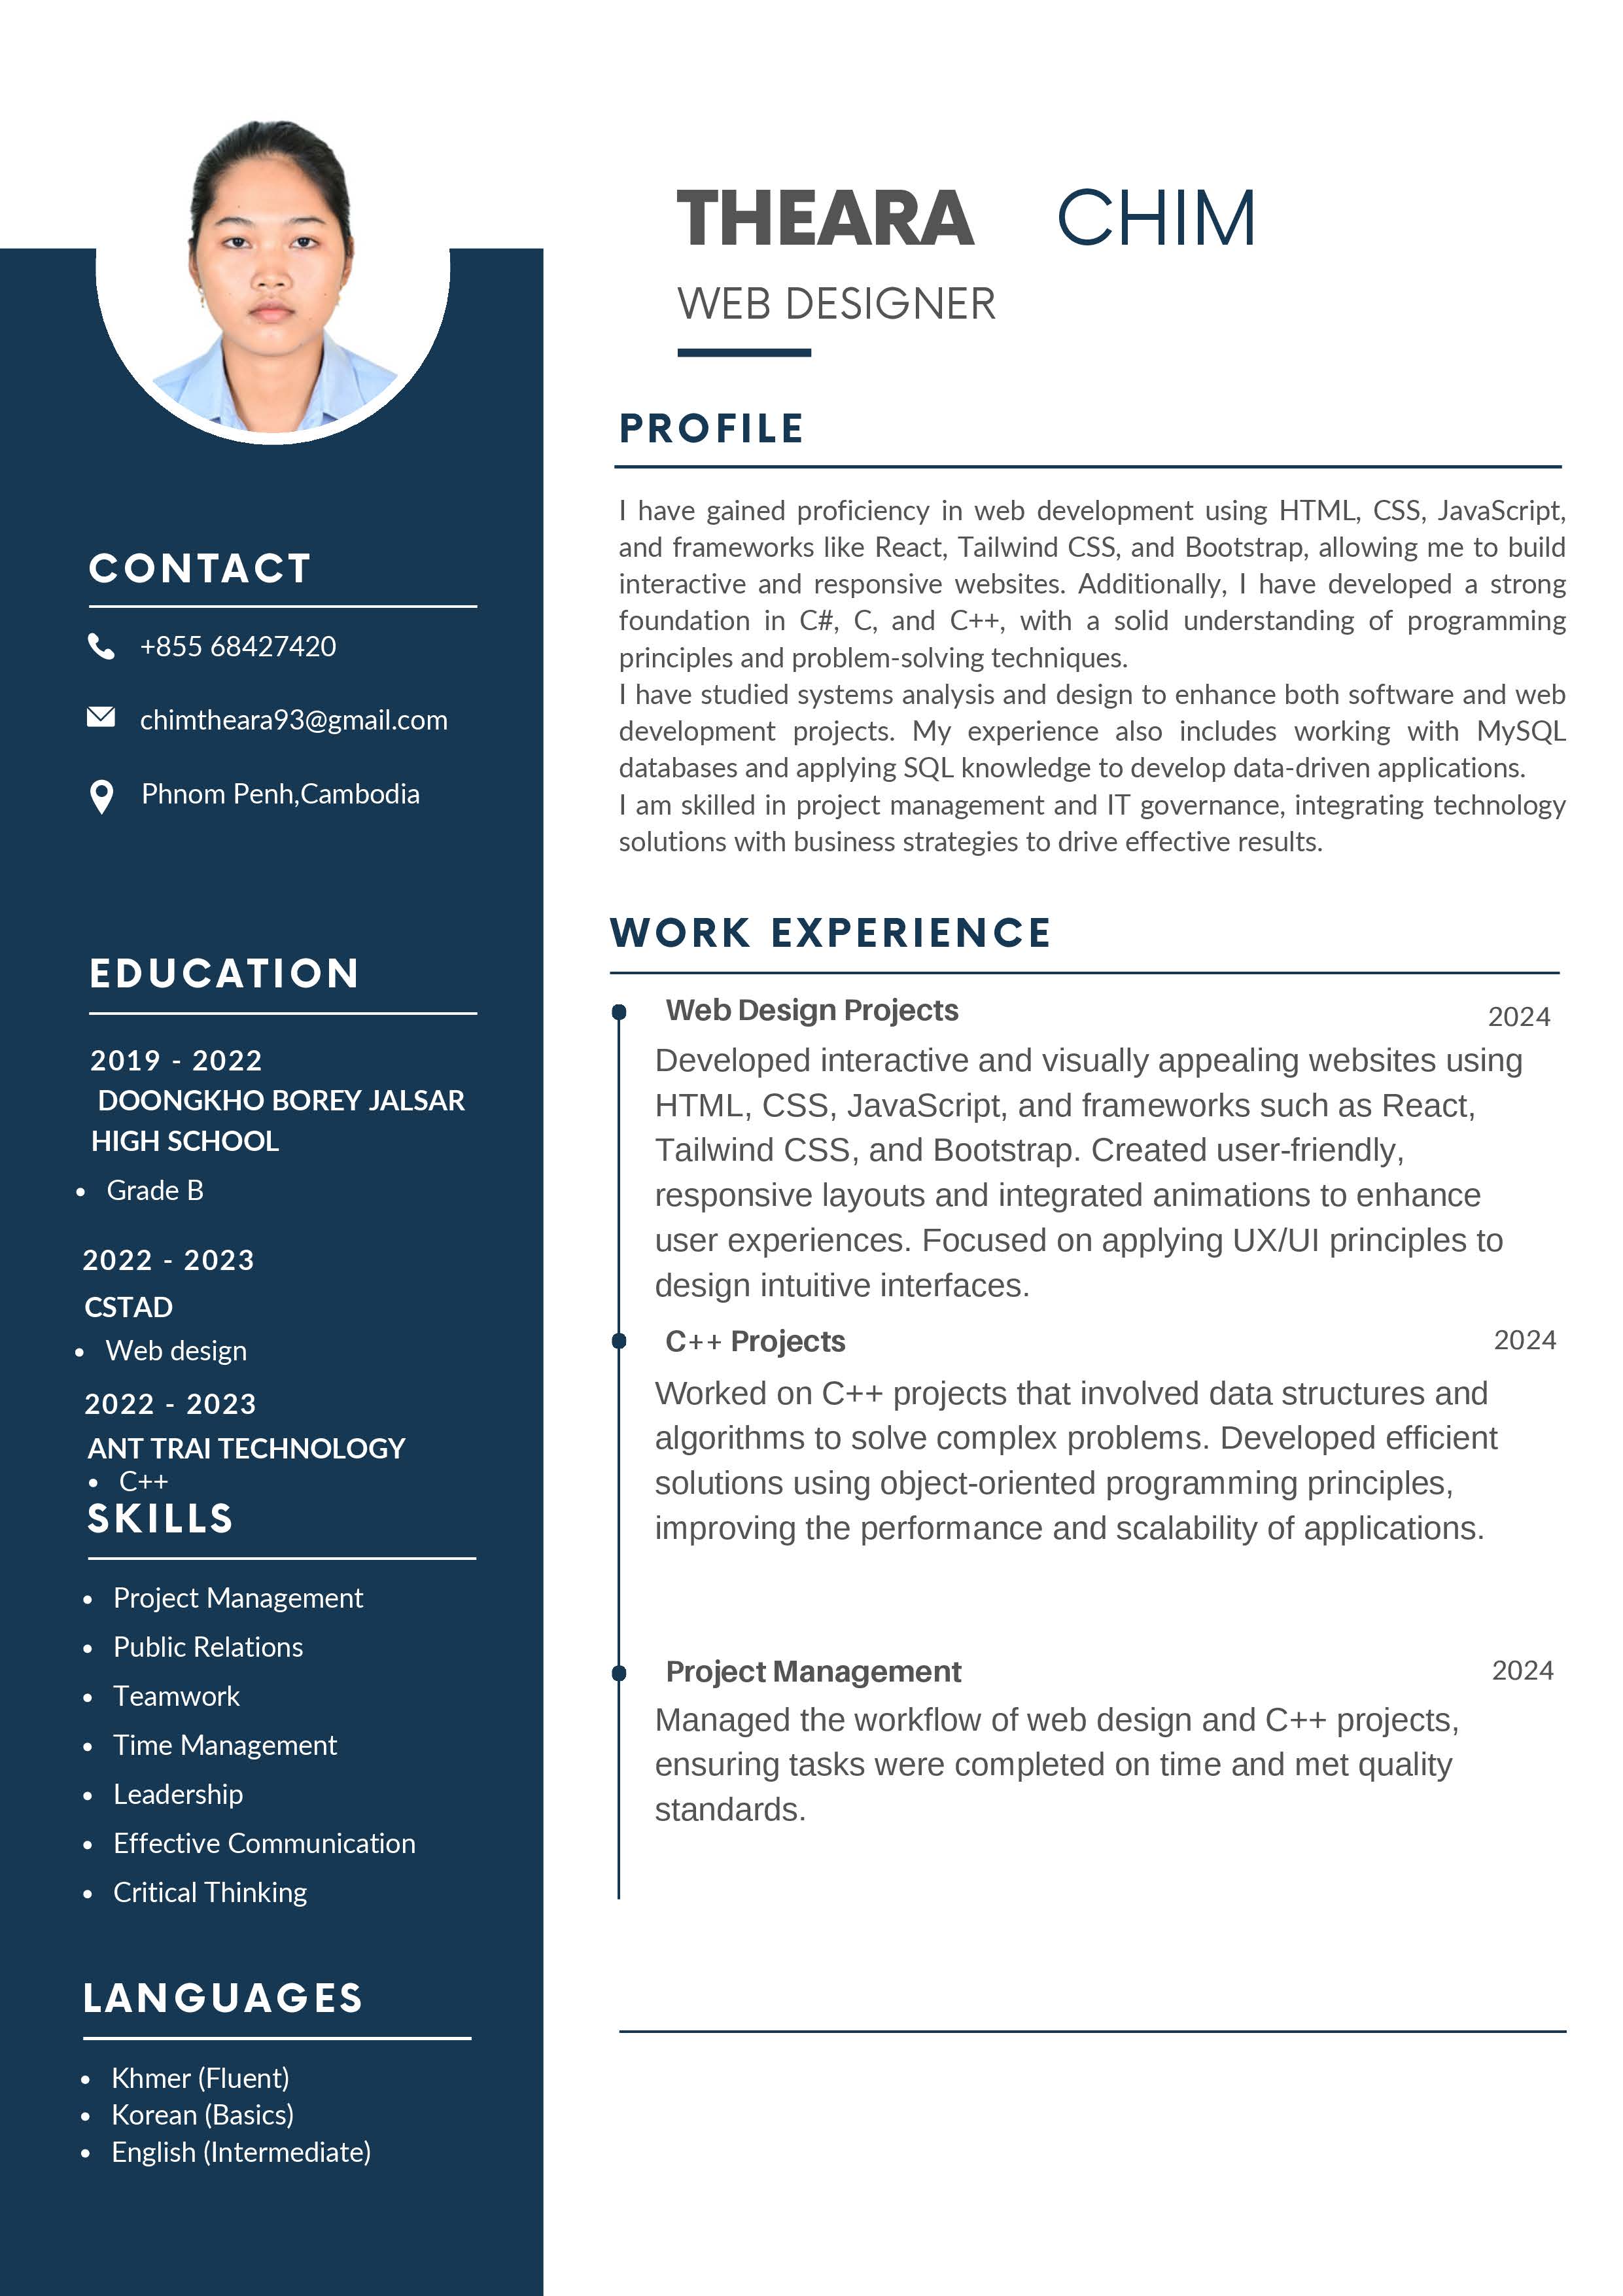 THEARA CHIM
WEB DESIGNER
PROFILE
I have gained proficiency in web development using HTML, CSS, JavaScript,
and frameworks like React, Tailwind CSS, and Bootstrap, allowing me to build
interactive and responsive websites. Additionally, I have developed a strong
foundation in C#, C, and C++, with a solid understanding of programming
principles and problem-solving techniques.
I have studied systems analysis and design to enhance both software and web
development projects. My experience also includes working with MySQL
databases and applying SQL knowledge to develop data-driven applications.
I am skilled in project management and IT governance, integrating technology
solutions with business strategies to drive effective results.
WORK EXPERIENCE
Web Design Projects 2024
Developed interactive and visually appealing websites using
HTML, CSS, JavaScript, and frameworks such as React,
Tailwind CSS, and Bootstrap. Created user-friendly,
responsive layouts and integrated animations to enhance
user experiences. Focused on applying UX/UI principles to
design intuitive interfaces.
C++ Projects 2024
Worked on C++ projects that involved data structures and
algorithms to solve complex problems. Developed efficient
solutions using object-oriented programming principles,
improving the performance and scalability of applications.
Project Management 2024
Managed the workflow of web design and C++ projects,
ensuring tasks were completed on time and met quality
standards.
CONTACT
+855 68427420
chimtheara93@gmail.com
Phnom Penh,Cambodia
EDUCATION
2019 - 2022
DOONGKHO BOREY JALSAR
HIGH SCHOOL
• Grade B
2022 - 2023
CSTAD
• Web design
2022 - 2023
ANT TRAI TECHNOLOGY
• C++
SKILLS
• Project Management
• Public Relations
• Teamwork
• Time Management
• Leadership
• Effective Communication
• Critical Thinking
LANGUAGES
• Khmer (Fluent)
• Korean (Basics)
• English (Intermediate)